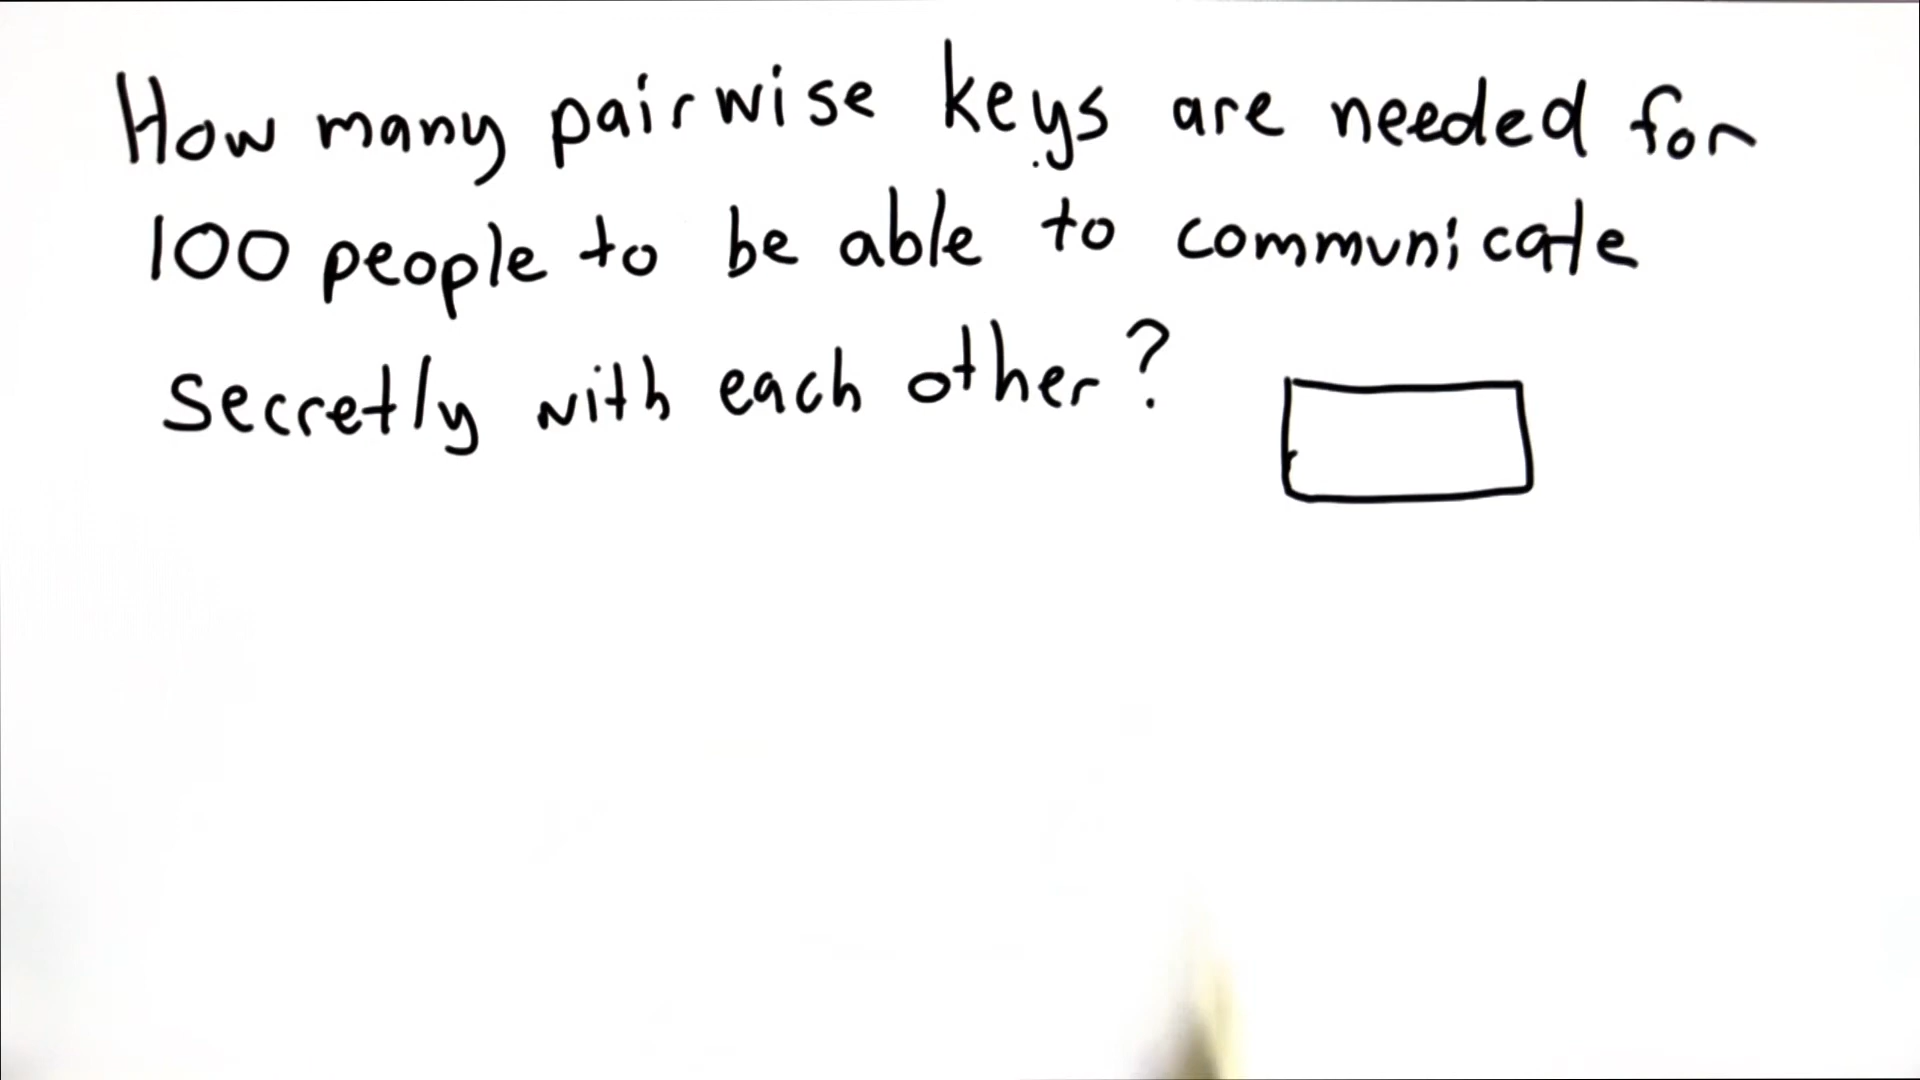 How many pairwise keys are needed for
100 people to be able to communicate
secretly with each other?